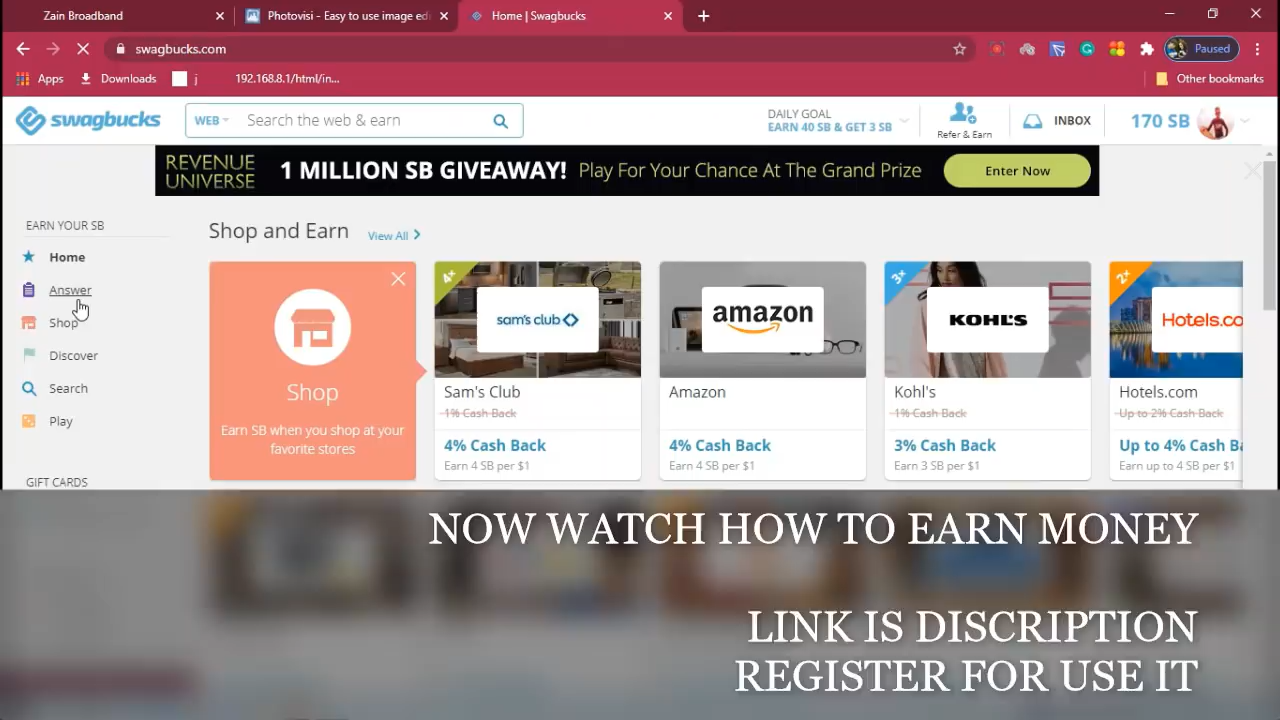 Zain Broadband
Photovisi - Easy to use image edi
Home | Swagbucks
swagbucks.com
Paused
Apps
Downloads
j
192.168.8.1/html/in...
Other bookmarks
swagbucks
WEB
Search the web & earn
DAILY GOAL
EARN 40 SB & GET 3 SB
Refer & Earn
INBOX
170 SB
REVENUE
UNIVERSE
1 MILLION SB GIVEAWAY! Play For Your Chance At The Grand Prize
Enter Now
EARN YOUR SB
Home
Answer
Shop
Discover
Search
Play
GIFT CARDS
Shop and Earn
View All
Shop
Earn SB when you shop at your
favorite stores
4x
sam's club
Sam's Club
1% Cash Back
4% Cash Back
Earn 4 SB per $1
amazon
Amazon
4% Cash Back
Earn 4 SB per $1
3x
KOHL'S
Kohl's
1% Cash Back
3% Cash Back
Earn 3 SB per $1
2x
Hotels.co
Hotels.com
Up to 2% Cash Back
Up to 4% Cash Ba
Earn up to 4 SB per $1
NOW WATCH HOW TO EARN MONEY
LINK IS DISCRIPTION
REGISTER FOR USE IT